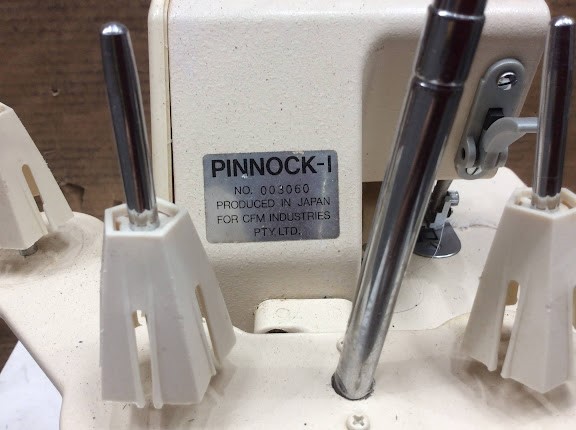 PINNOCK-I
NO. 003060
PRODUCED IN JAPAN
FOR CFM INDUSTRIES
PTY.LTD.